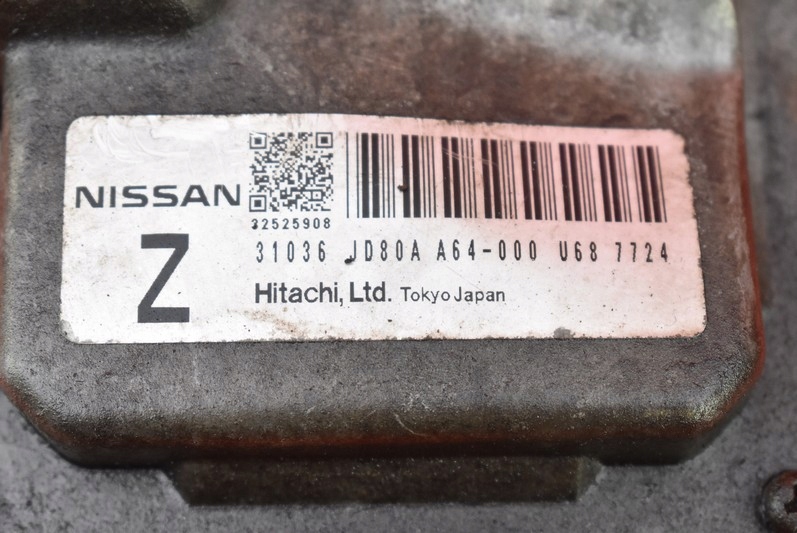 NISSAN
32525908
31036 JD80A A64-000 U68 7724
Z
Hitachi, Ltd. Tokyo Japan